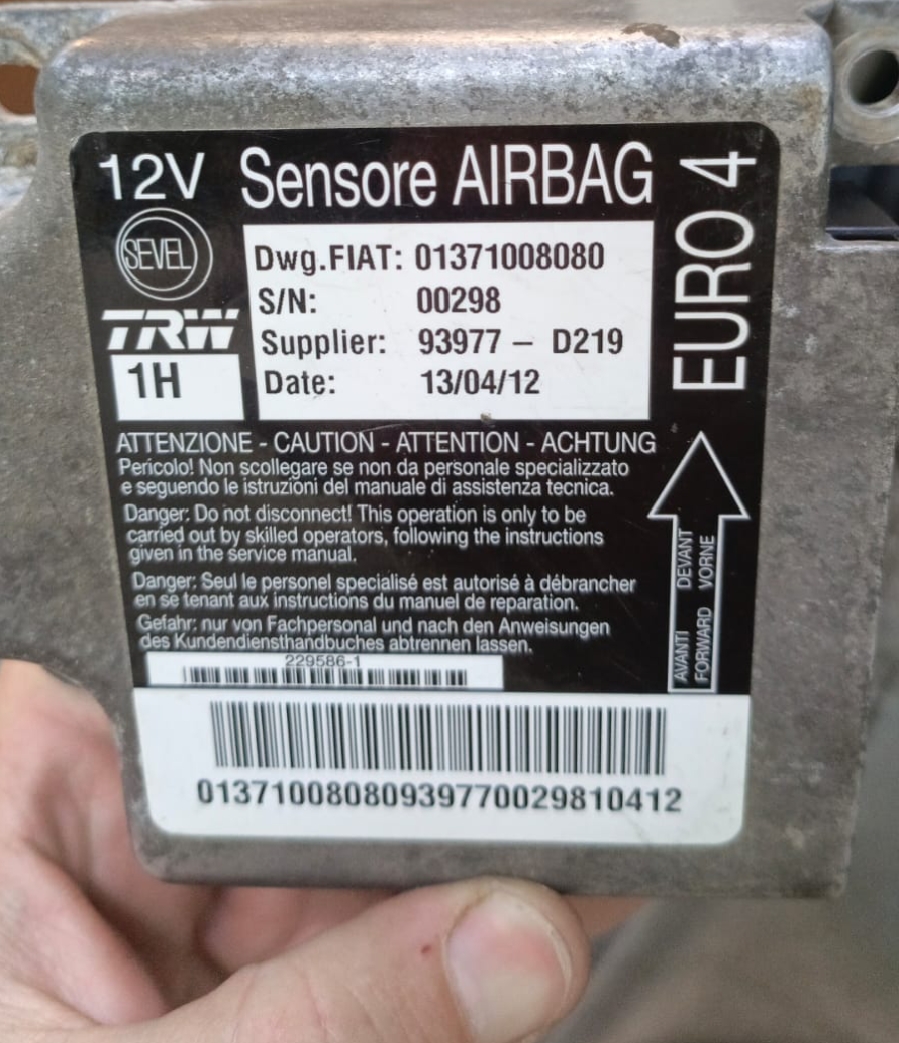 12V Sensore AIRBAG
EURO 4
SEVEL
TRW
1H
Dwg.FIAT: 01371008080
S/N: 00298
Supplier: 93977 – D219
Date: 13/04/12
ATTENZIONE - CAUTION - ATTENTION - ACHTUNG
Pericolo! Non scollegare se non da personale specializzato
e seguendo le istruzioni del manuale di assistenza tecnica.
Danger: Do not disconnect! This operation is only to be
carried out by skilled operators, following the instructions
given in the service manual.
Danger: Seul le personel specialisé est autorisé à débrancher
en se tenant aux instructions du manuel de reparation.
Gefahr: nur von Fachpersonal und nach den Anweisungen
des Kundendiensthandbuches abtrennen lassen.
AVANTI DEVANT
FORWARD VORNE
229586-1
01371008080939770029810412